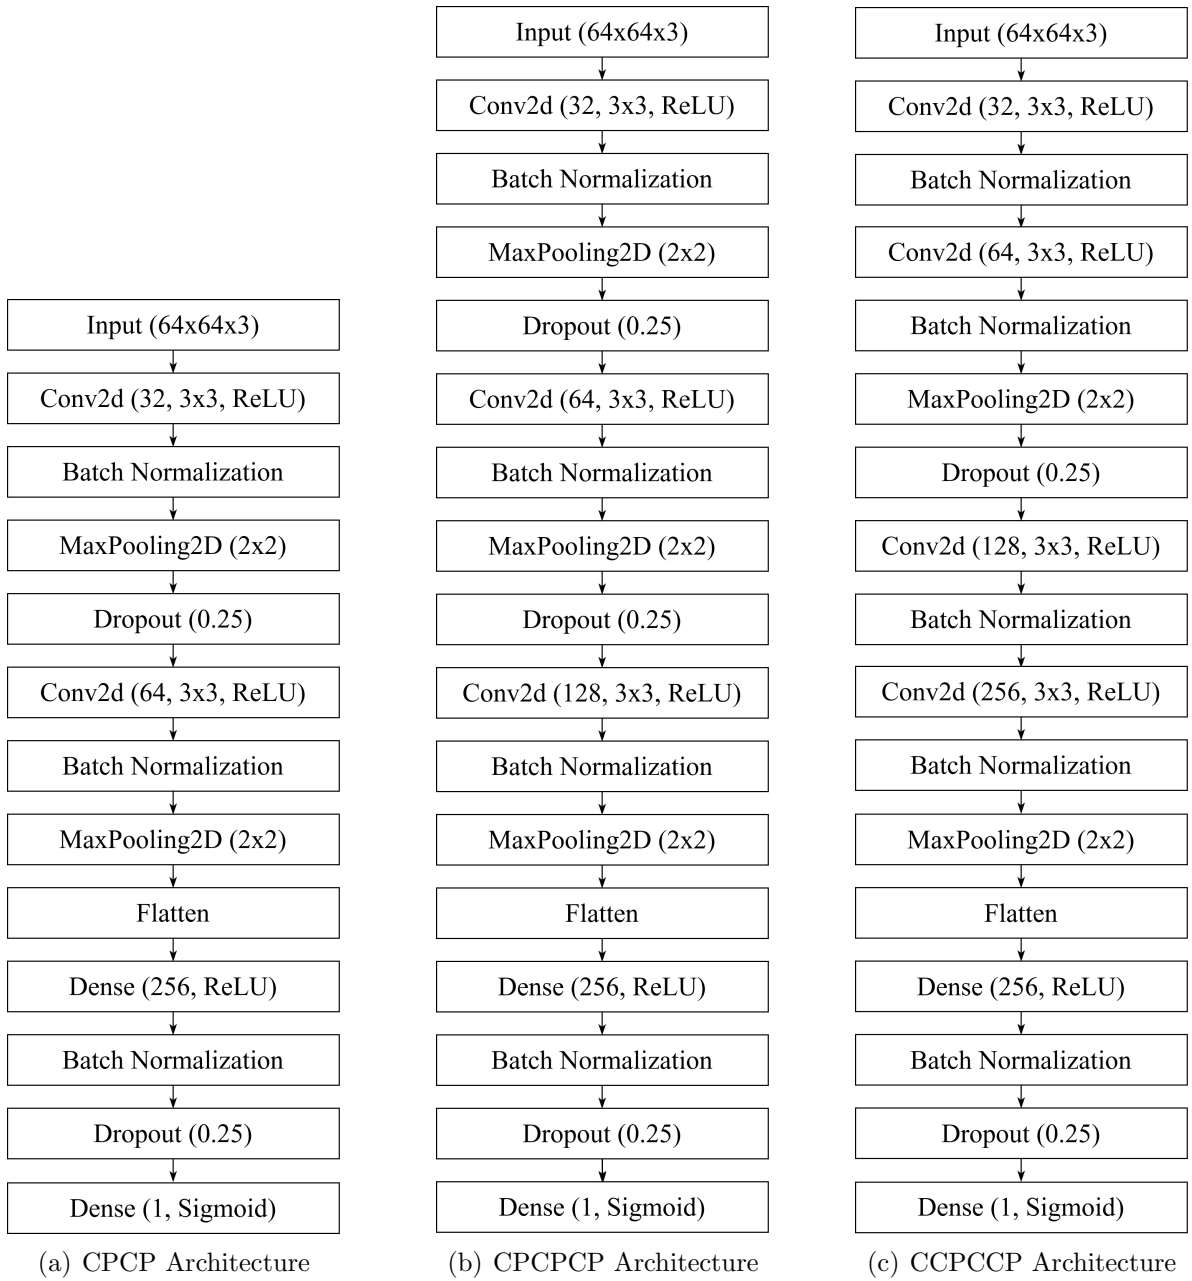 Input (64x64x3)
Conv2d (32, 3x3, ReLU)
Batch Normalization
MaxPooling2D (2x2)
Dropout (0.25)
Conv2d (64, 3x3, ReLU)
Batch Normalization
MaxPooling2D (2x2)
Flatten
Dense (256, ReLU)
Batch Normalization
Dropout (0.25)
Dense (1, Sigmoid)
(a) CPCP Architecture
Input (64x64x3)
Conv2d (32, 3x3, ReLU)
Batch Normalization
MaxPooling2D (2x2)
Dropout (0.25)
Conv2d (64, 3x3, ReLU)
Batch Normalization
MaxPooling2D (2x2)
Dropout (0.25)
Conv2d (128, 3x3, ReLU)
Batch Normalization
MaxPooling2D (2x2)
Flatten
Dense (256, ReLU)
Batch Normalization
Dropout (0.25)
Dense (1, Sigmoid)
(b) CPCPCP Architecture
Input (64x64x3)
Conv2d (32, 3x3, ReLU)
Batch Normalization
Conv2d (64, 3x3, ReLU)
Batch Normalization
MaxPooling2D (2x2)
Dropout (0.25)
Conv2d (128, 3x3, ReLU)
Batch Normalization
Conv2d (256, 3x3, ReLU)
Batch Normalization
MaxPooling2D (2x2)
Flatten
Dense (256, ReLU)
Batch Normalization
Dropout (0.25)
Dense (1, Sigmoid)
(c) CCPCCP Architecture